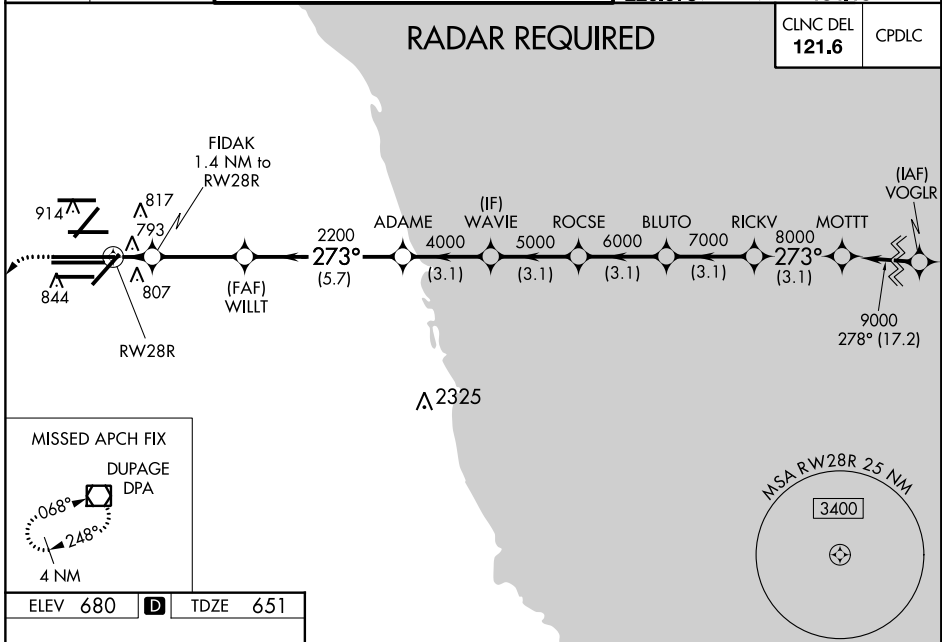 RADAR REQUIRED
CLNC DEL
121.6
CPDLC
FIDAK
1.4 NM to
RW28R
914
817
793
844
807
RW28R
(FAF)
WILLT
2200
273°
(5.7)
ADAME
4000
(3.1)
(IF)
WAVIE
5000
(3.1)
ROCSE
6000
(3.1)
BLUTO
7000
(3.1)
RICKV
8000
273°
(3.1)
MOTTT
(IAF)
VOGLR
9000
278° (17.2)
2325
MISSED APCH FIX
DUPAGE
DPA
068°
248°
4 NM
MSA RW28R 25 NM
3400
ELEV 680 D TDZE 651